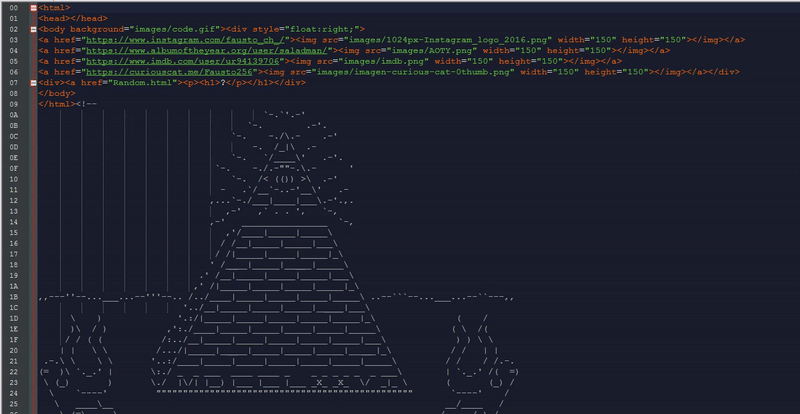 00 <html>
01 <head></head>
02 <body background="images/code.gif"><div style="float:right;">
03 <a href="https://www.instagram.com/fausto_ch_/"><img src="images/1024px-Instagram_logo_2016.png" width="150" height="150"></img></a>
04 <a href="https://www.albumoftheyear.org/user/saladman/"><img src="images/AOTY.png" width="150" height="150"></img></a>
05 <a href="https://www.imdb.com/user/ur94139706"><img src="images/imdb.png" width="150" height="150"></img></a>
06 <a href="https://curiouscat.me/Fausto256"><img src="images/imagen-curious-cat-0thumb.png" width="150" height="150"></img></a></div>
07 <div><a href="Random.html"><p><h1>?</p></h1></div>
08 </body>
09 </html><!--
0A
0B
0C
0D
0E
0F
10
11
12
13
14
15
16
17
18
19
1A
1B
1C
1D
1E
1F
20
21
22
23
24
25